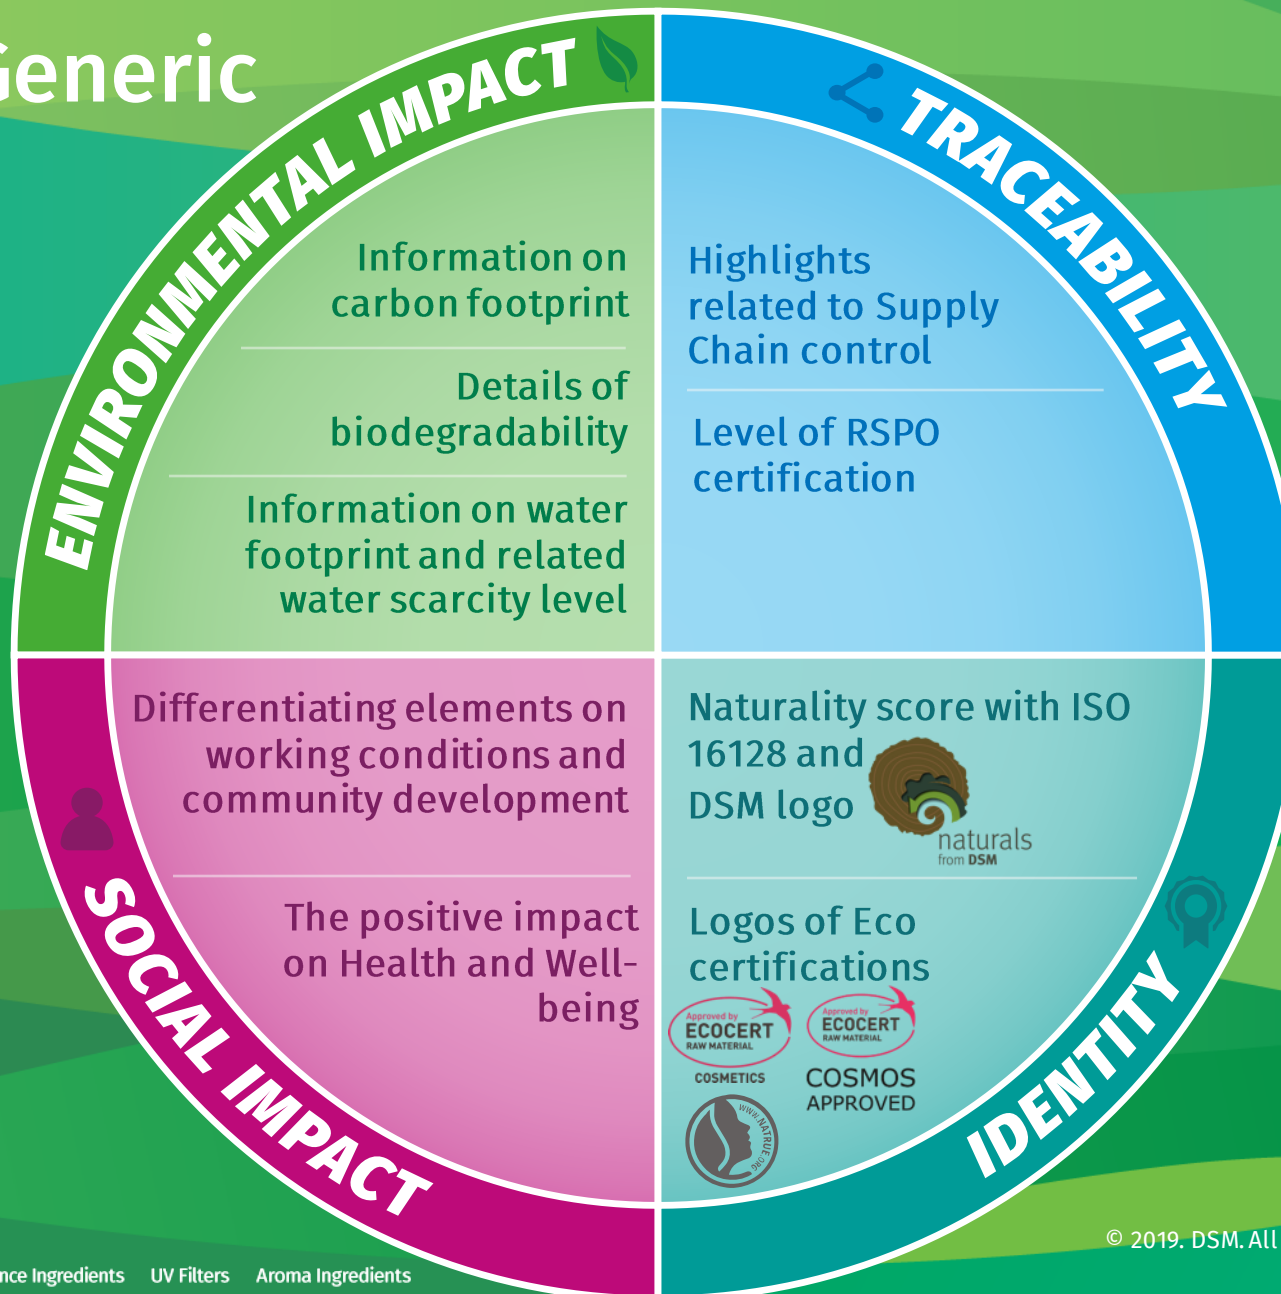 Generic
ENVIRONMENTAL IMPACT
Information on
carbon footprint
Details of
biodegradability
Information on water
footprint and related
water scarcity level
TRACEABILITY
Highlights
related to Supply
Chain control
Level of RSPO
certification
SOCIAL IMPACT
Differentiating elements on
working conditions and
community development
The positive impact
on Health and Well-
being
IDENTITY
Naturality score with ISO
16128 and
DSM logo
naturals
from DSM
Logos of Eco
certifications
Approved by
ECOCERT
RAW MATERIAL
COSMETICS
Approved by
ECOCERT
RAW MATERIAL
COSMOS
APPROVED
WWW.NATRUE.ORG
© 2019. DSM. All
Ingredients UV Filters Aroma Ingredients